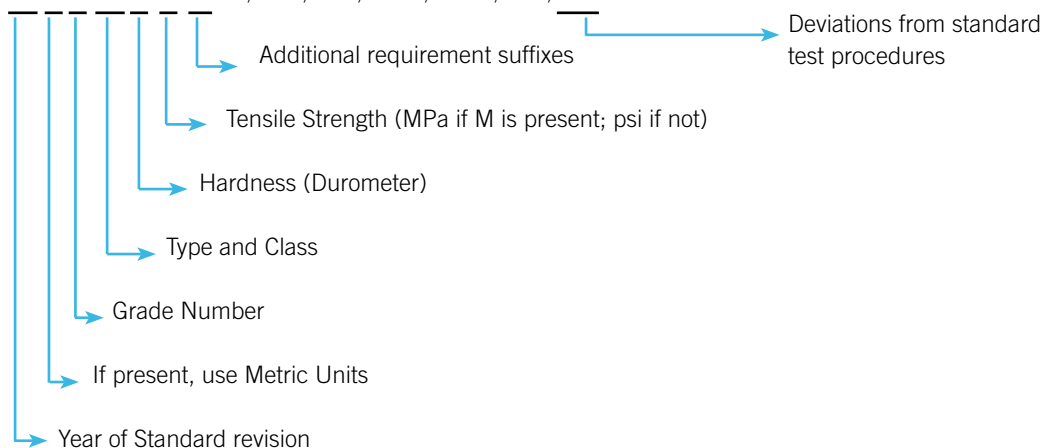 Deviations from standard
test procedures
Additional requirement suffixes
Tensile Strength (MPa if M is present; psi if not)
Hardness (Durometer)
Type and Class
Grade Number
If present, use Metric Units
Year of Standard revision